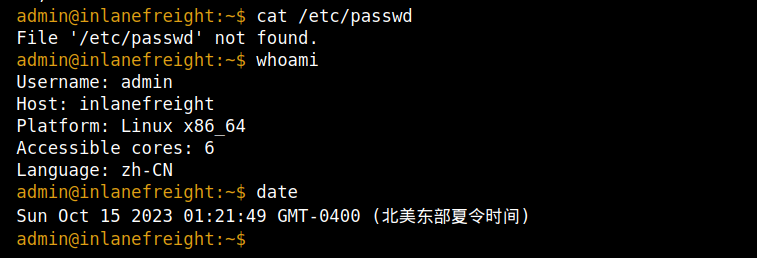 admin@inlanefreight:~$ cat /etc/passwd
File '/etc/passwd' not found.
admin@inlanefreight:~$ whoami
Username: admin
Host: inlanefreight
Platform: Linux x86_64
Accessible cores: 6
Language: zh-CN
admin@inlanefreight:~$ date
Sun Oct 15 2023 01:21:49 GMT-0400 (北美东部夏令时间)
admin@inlanefreight:~$